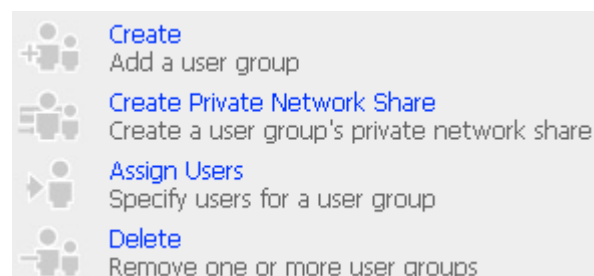 Create
Add a user group
Create Private Network Share
Create a user group's private network share
Assign Users
Specify users for a user group
Delete
Remove one or more user groups